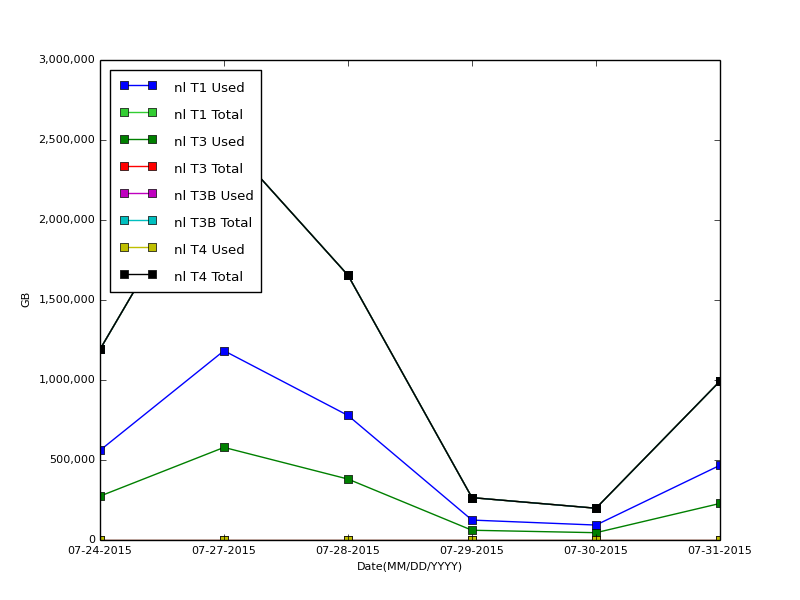 3,000,000
2,500,000
2,000,000
1,500,000
1,000,000
500,000
0
GB
nl T1 Used
nl T1 Total
nl T3 Used
nl T3 Total
nl T3B Used
nl T3B Total
nl T4 Used
nl T4 Total
07-24-2015 07-27-2015 07-28-2015 07-29-2015 07-30-2015 07-31-2015
Date(MM/DD/YYYY)